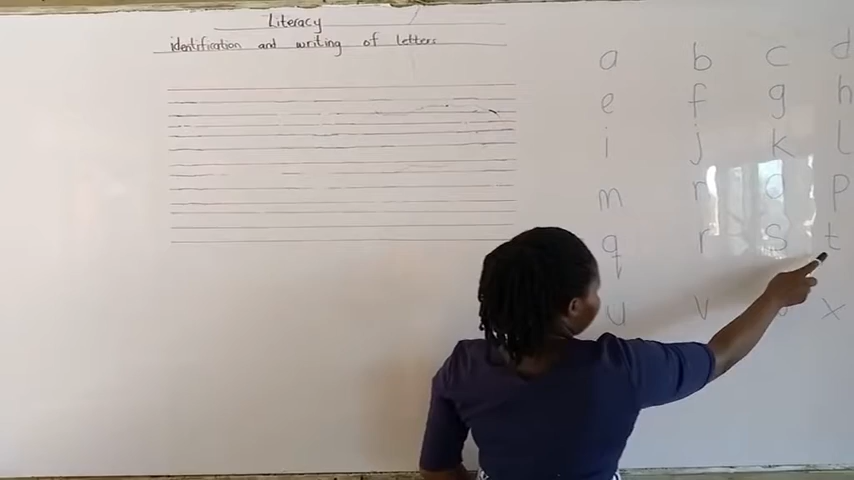 Literacy
identification and writing of letters
a b c d
e f g h
i j k l
m n o p
q r s t
u v x